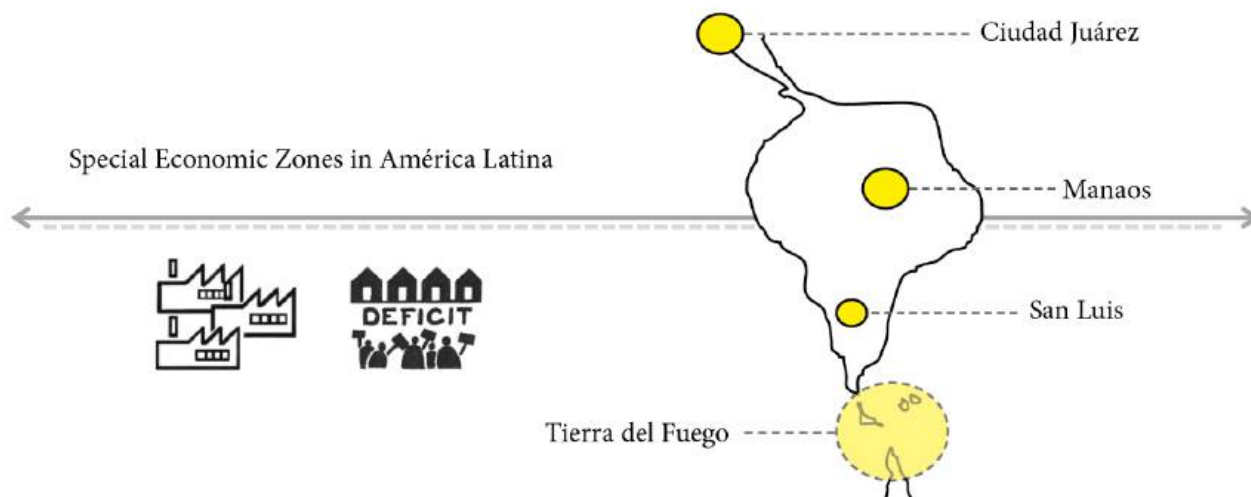 Ciudad Juárez
Special Economic Zones in América Latina
Manaos
DEFICIT
San Luis
Tierra del Fuego